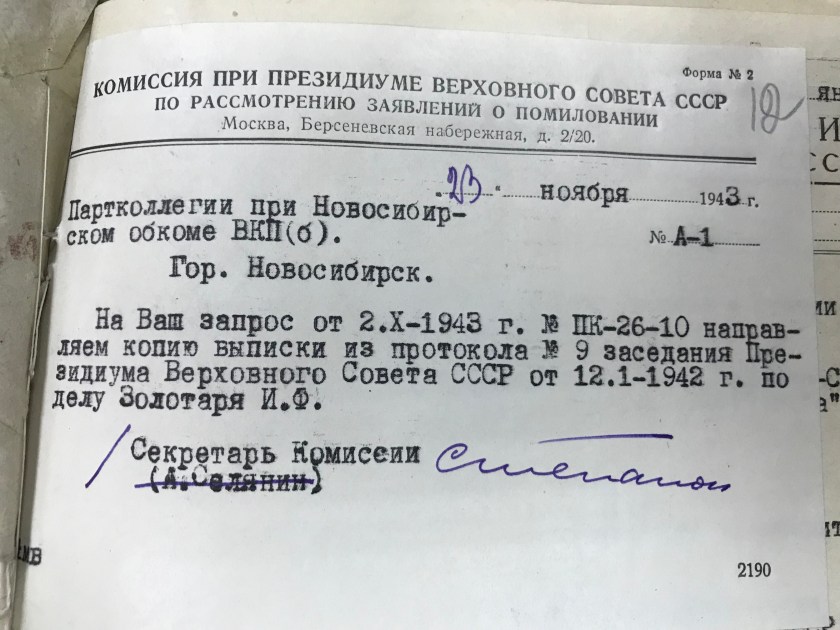 Форма № 2
КОМИССИЯ ПРИ ПРЕЗИДИУМЕ ВЕРХОВНОГО СОВЕТА СССР
ПО РАССМОТРЕНИЮ ЗАЯВЛЕНИЙ О ПОМИЛОВАНИИ
Москва, Берсеневская набережная, д. 2/20.
12
"23" ноября 1943 г.
Партколлегии при Новосибир-
ском обкоме ВКП(б).
№ А-1
Гор. Новосибирск.
На Ваш запрос от 2.X-1943 г. № ПК-26-10 направ-
ляем копию выписки из протокола № 9 заседания Пре-
зидиума Верховного Совета СССР от 12.1-1942 г. по
делу Золотаря И.Ф.
Секретарь Комиссии
Степанов
(А.Селянин)
2190